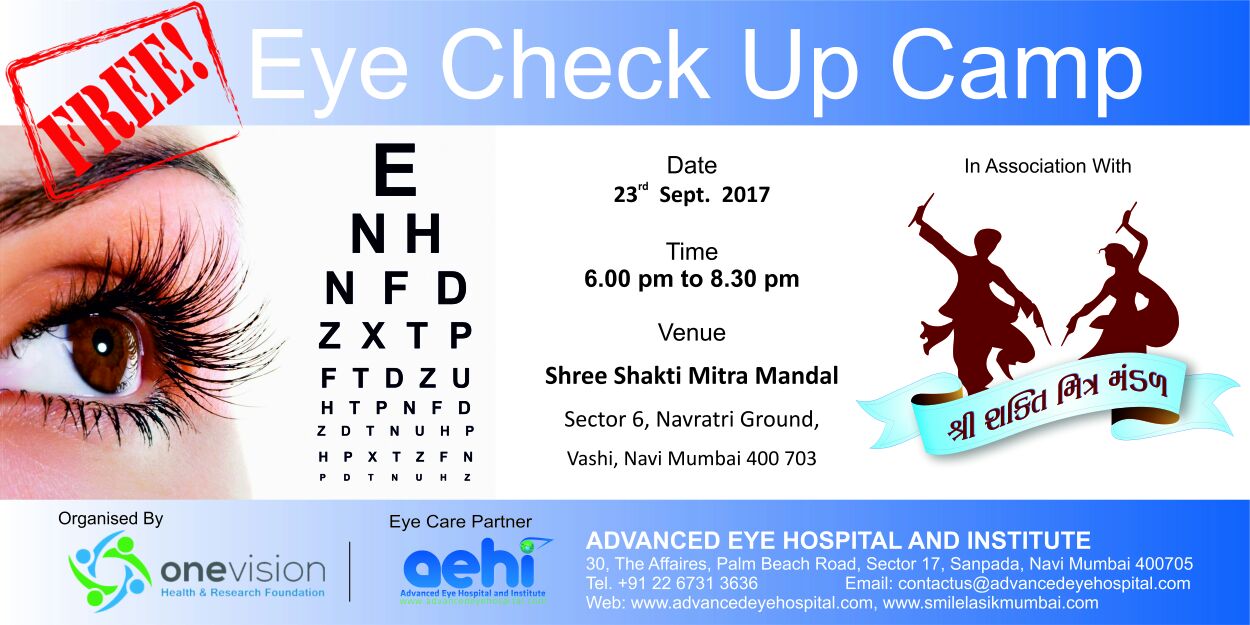 FREE!
Eye Check Up Camp
E
N H
N F D
Z X T P
F T D Z U
H T P N F D
Z D T N U H P
H P X T Z F N
P D T N U H Z
Date
23rd Sept. 2017
Time
6.00 pm to 8.30 pm
Venue
Shree Shakti Mitra Mandal
Sector 6, Navratri Ground,
Vashi, Navi Mumbai 400 703
In Association With
શ્રી શક્તિ મિત્ર મંડળ
Organised By
onevision
Health & Research Foundation
Eye Care Partner
aehi
Advanced Eye Hospital and Institute
www.advancedeyehospital.com
ADVANCED EYE HOSPITAL AND INSTITUTE
30, The Affaires, Palm Beach Road, Sector 17, Sanpada, Navi Mumbai 400705
Tel. +91 22 6731 3636 Email: contactus@advancedeyehospital.com
Web: www.advancedeyehospital.com, www.smilelasikmumbai.com